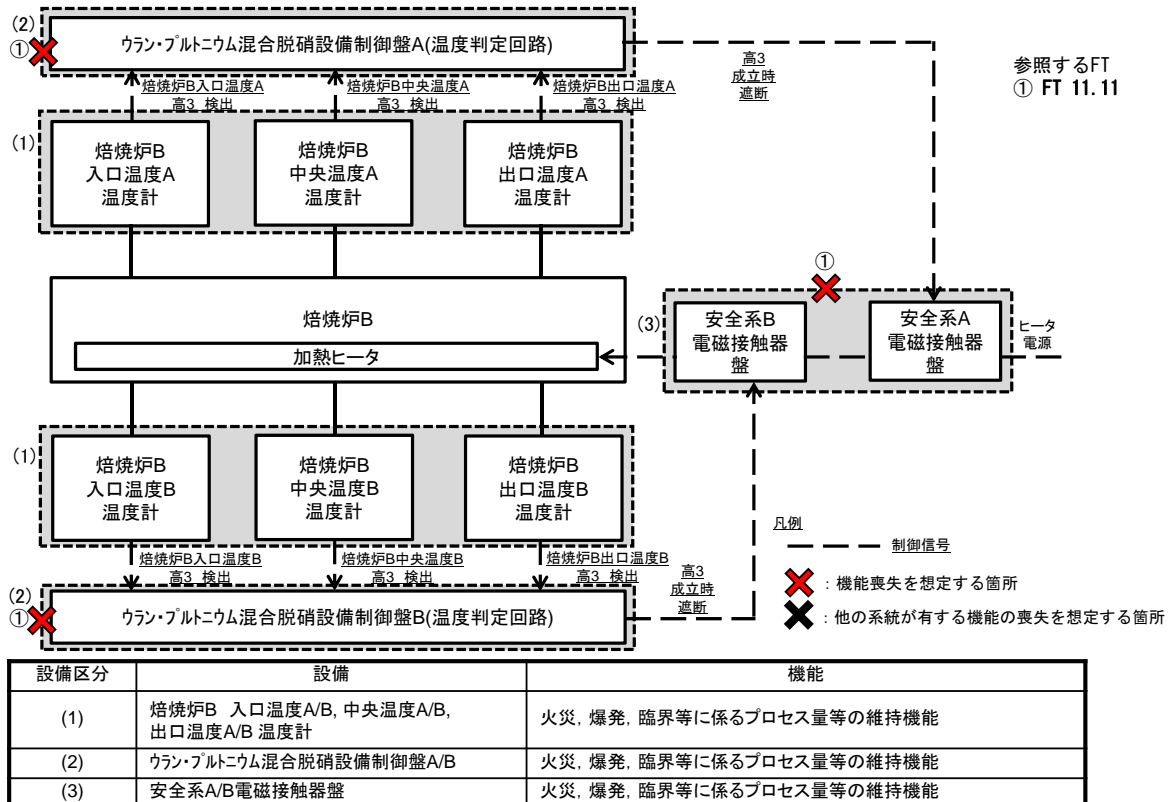 (2)
①
ウラン・プルトニウム混合脱硝設備制御盤A(温度判定回路)
高3
成立時
遮断
参照するFT
① FT 11.11
焙焼炉B入口温度A
高3 検出
焙焼炉B中央温度A
高3 検出
焙焼炉B出口温度A
高3 検出
(1)
焙焼炉B
入口温度A
温度計
焙焼炉B
中央温度A
温度計
焙焼炉B
出口温度A
温度計
焙焼炉B
加熱ヒータ
①
(3)
安全系B
電磁接触器
盤
安全系A
電磁接触器
盤
ヒータ
電源
(1)
焙焼炉B
入口温度B
温度計
焙焼炉B
中央温度B
温度計
焙焼炉B
出口温度B
温度計
焙焼炉B入口温度B
高3 検出
焙焼炉B中央温度B
高3 検出
焙焼炉B出口温度B
高3 検出
(2)
①
ウラン・プルトニウム混合脱硝設備制御盤B(温度判定回路)
高3
成立時
遮断
凡例
制御信号
：機能喪失を想定する箇所
：他の系統が有する機能の喪失を想定する箇所
設備区分 設備 機能
(1) 焙焼炉B 入口温度A/B, 中央温度A/B,
出口温度A/B 温度計 火災, 爆発, 臨界等に係るプロセス量等の維持機能
(2) ウラン・プルトニウム混合脱硝設備制御盤A/B 火災, 爆発, 臨界等に係るプロセス量等の維持機能
(3) 安全系A/B電磁接触器盤 火災, 爆発, 臨界等に係るプロセス量等の維持機能